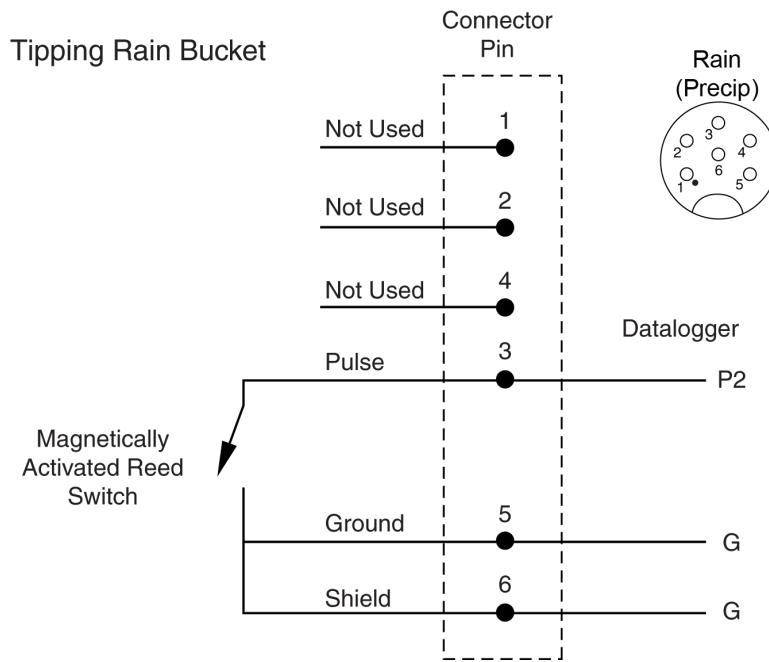 Tipping Rain Bucket
Connector
Pin
Rain
(Precip)
3
2
4
6
1
5
Not Used
1
Not Used
2
Not Used
4
Datalogger
Pulse
3
P2
Magnetically
Activated Reed
Switch
Ground
5
G
Shield
6
G